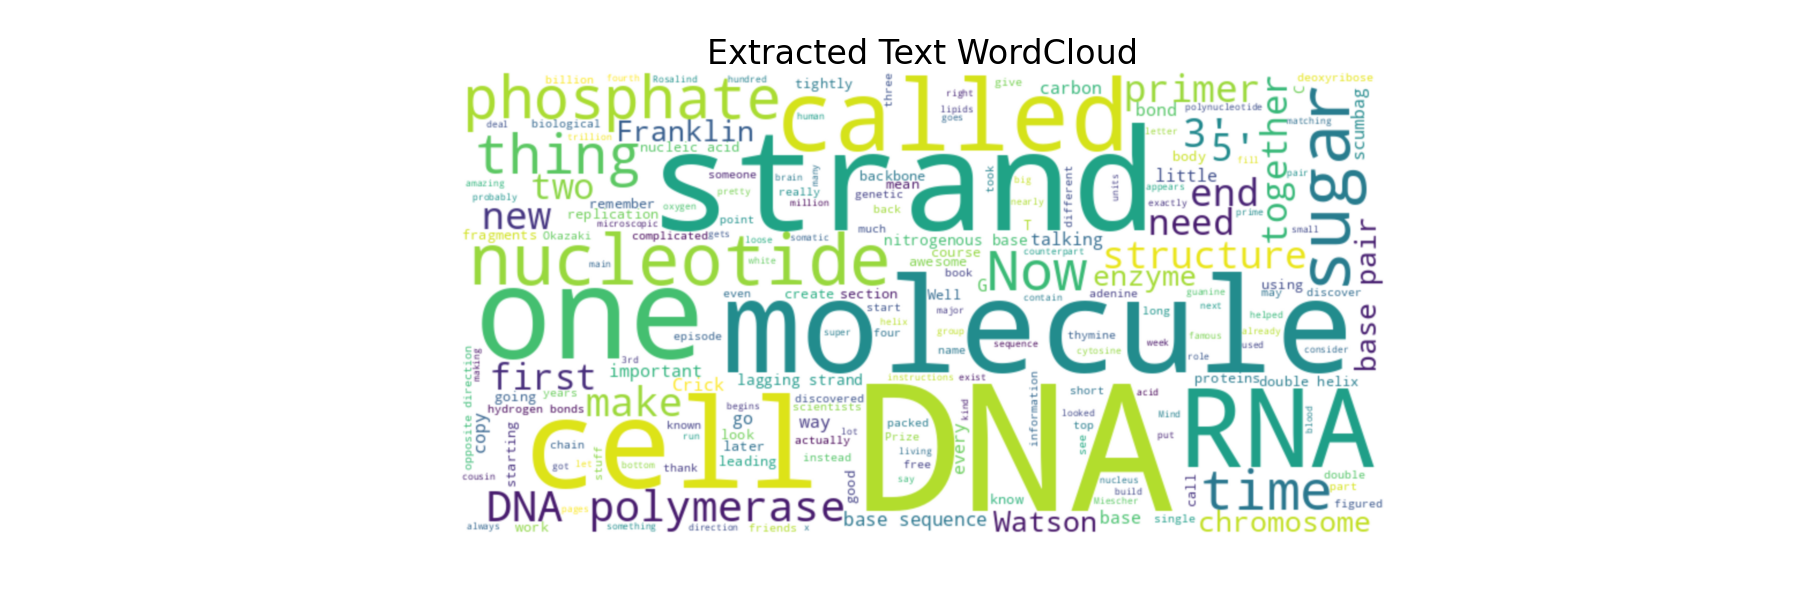 Extracted Text WordCloud
billion fourth Rosalind hundred tightly three give carbon primer deoxyribose
phosphate called right lipids goes bond polynucleotide C matching
deal biological Franklin human letter 3' together sugar scumbag
trillion nucleic acid strand 5' fill
thing someone brain many backbone took body pair
amazing two pretty really mean big different units appears little
probably remember million genetic nearly exactly end
new replication oxygen point back T need prime small
microscopic much
fragments Okazaki complicated gets loose somatic nitrogenous base talking structure base pair
nucleotide white course counterpart
main awesome book Now enzyme using
one even create section Well G contain adenine guanine next may discover
molecule start major long helped
helix super four group thymine famous already used
episode name sequence cytosine week role consider
making 3rd
opposite direction first important Crick lagging strand instructions exist proteins double helix
going years discovered begins scientists information short acid
hydrogen bonds make cell DNA kind looked Mind RNA blood
copy known go way packed top put
starting run look actually lot Prize see
chain later living every
cousin got let stuff bottom thank leading instead free double
good say nucleus call time part
DNA polymerase pages know build Miescher figured
always work something direction friends x base sequence Watson base single chromosome